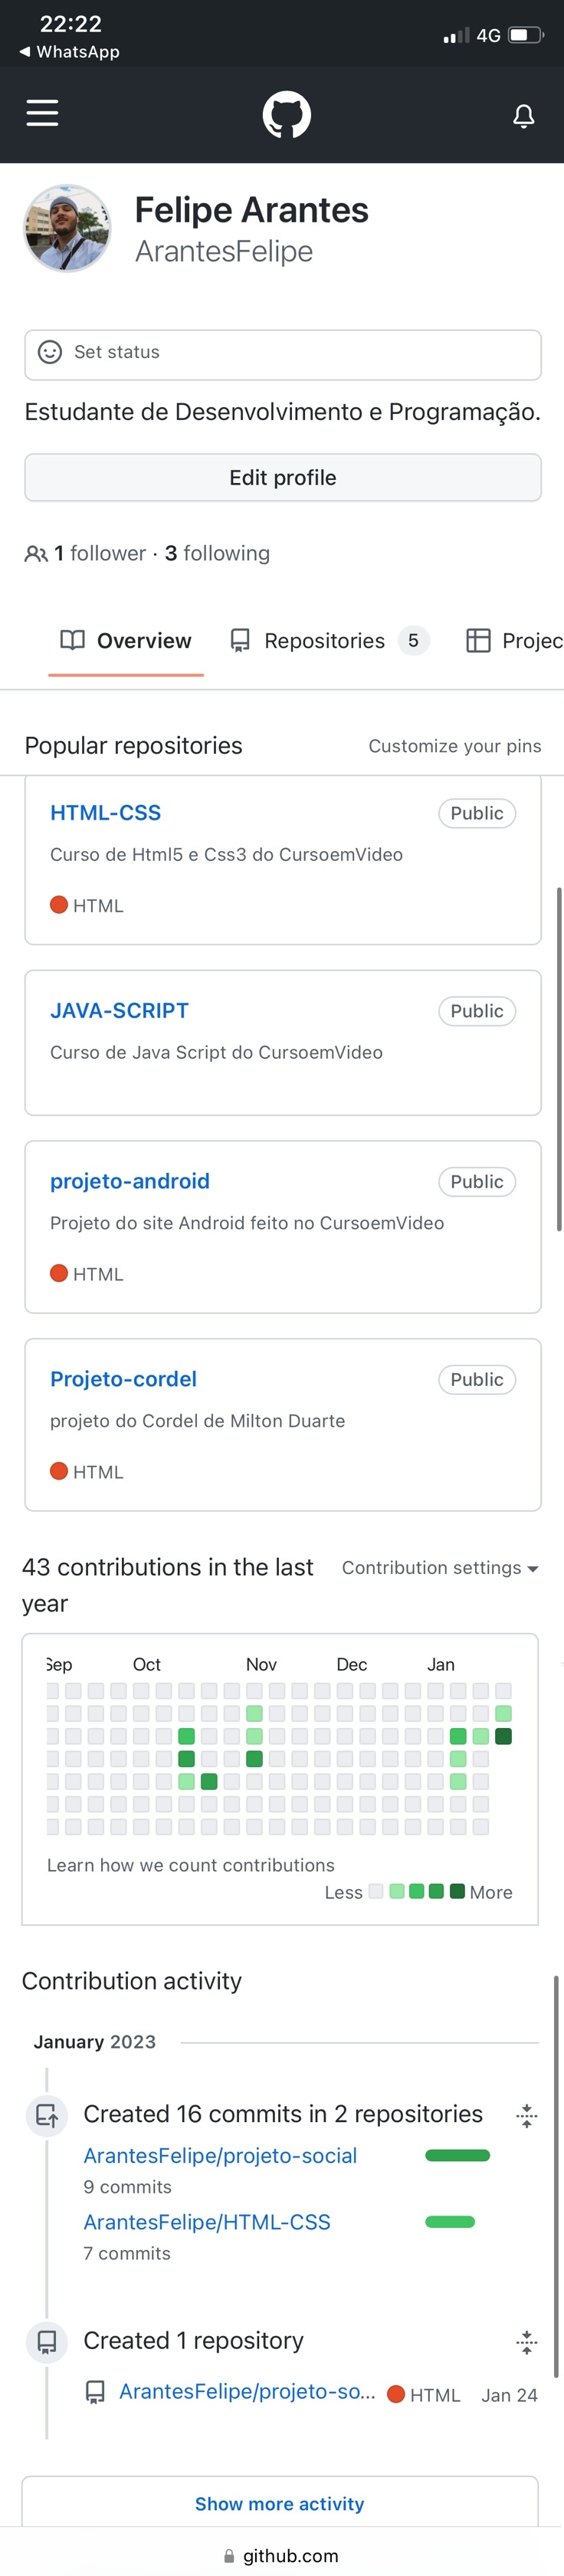 22:22
4G
WhatsApp
Felipe Arantes
ArantesFelipe
Set status
Estudante de Desenvolvimento e Programação.
Edit profile
1 follower · 3 following
Overview
Repositories 5
Projec
Popular repositories
Customize your pins
HTML-CSS
Public
Curso de Html5 e Css3 do CursoemVideo
HTML
JAVA-SCRIPT
Public
Curso de Java Script do CursoemVideo
projeto-android
Public
Projeto do site Android feito no CursoemVideo
HTML
Projeto-cordel
Public
projeto do Cordel de Milton Duarte
HTML
43 contributions in the last
year
Contribution settings
Sep Oct Nov Dec Jan
Learn how we count contributions
Less More
Contribution activity
January 2023
Created 16 commits in 2 repositories
ArantesFelipe/projeto-social
9 commits
ArantesFelipe/HTML-CSS
7 commits
Created 1 repository
ArantesFelipe/projeto-so... HTML Jan 24
Show more activity
github.com